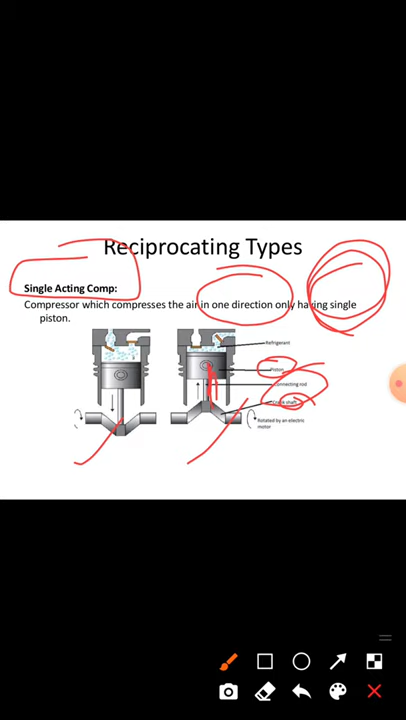 Reciprocating Types
Single Acting Comp:
Compressor which compresses the air in one direction only having single
piston.
Refrigerant
Piston
Connecting rod
Crank shaft
Rotated by an electric
motor